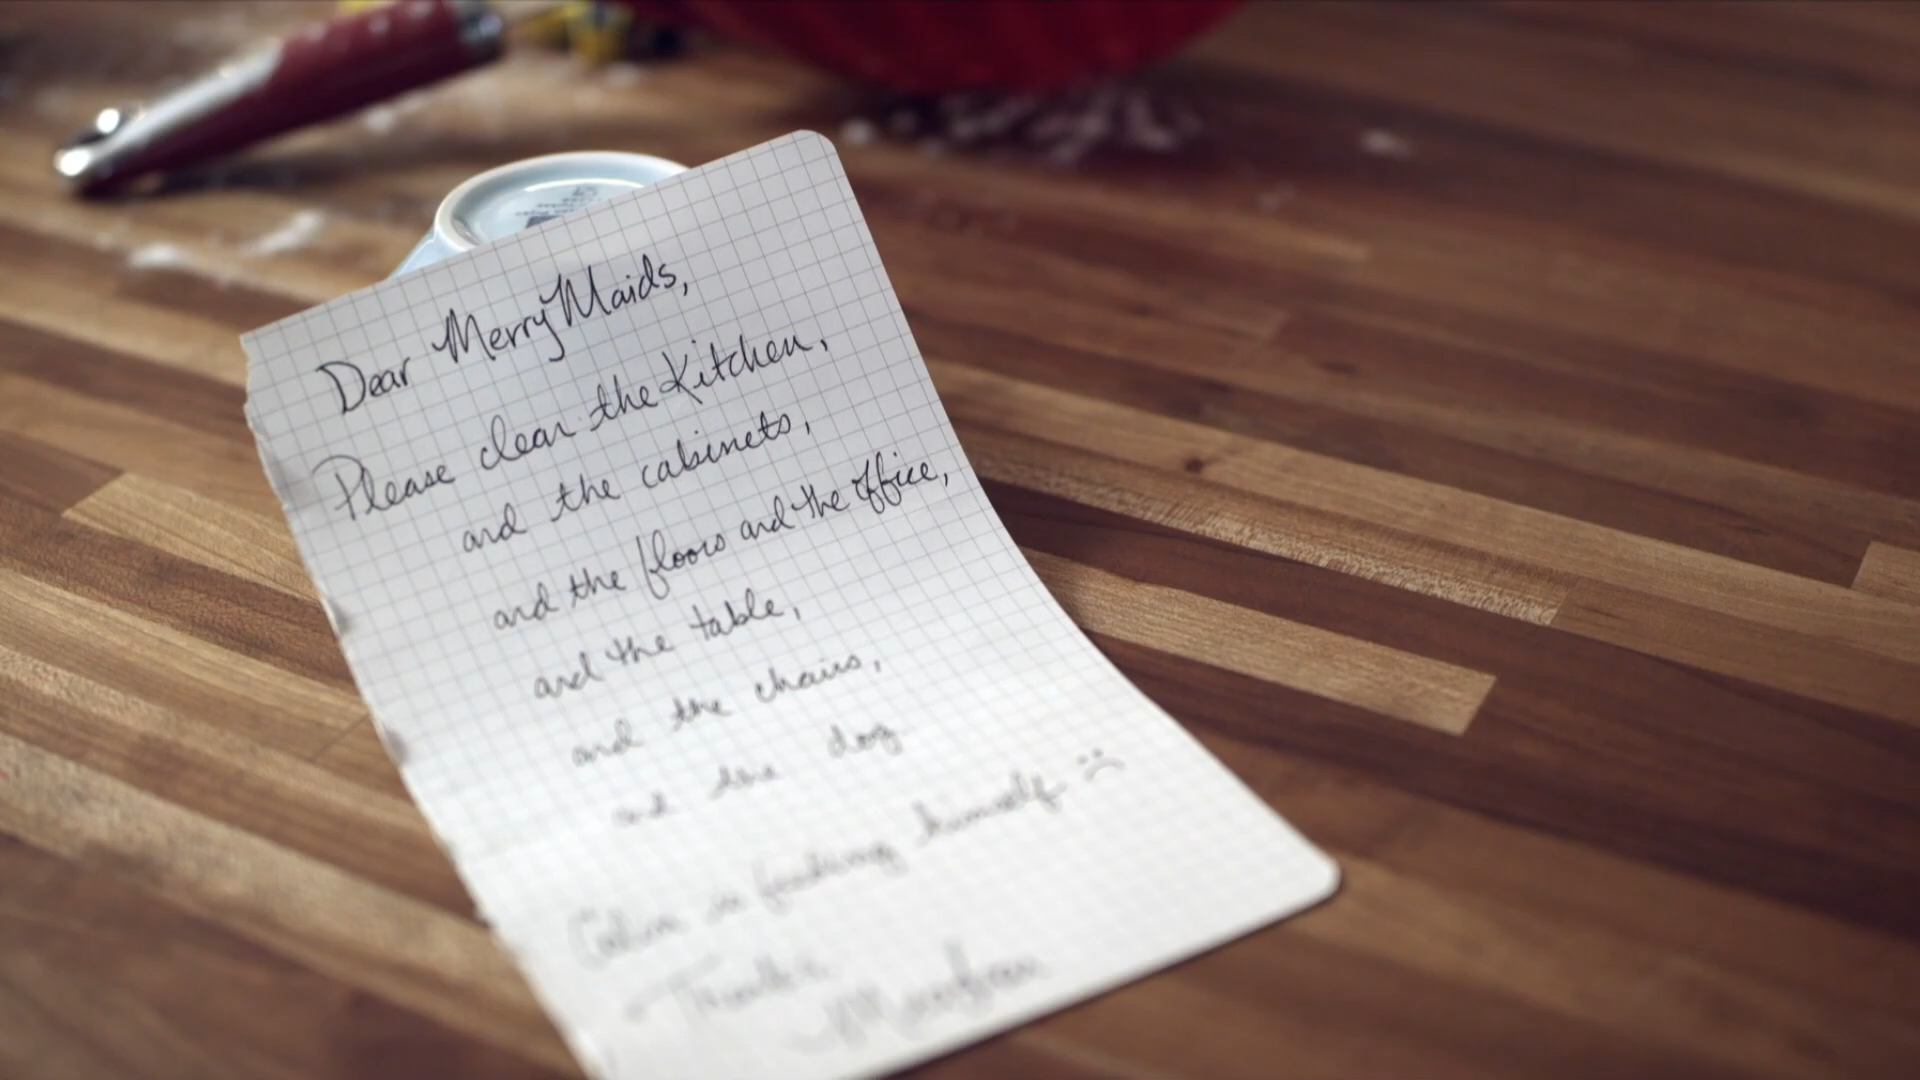 Dear Merry Maids,
Please clean the Kitchen,
and the cabinets,
and the floors and the office,
and the table,
and the chairs,
and the dog
Colin is feeding himself :(
Thanks